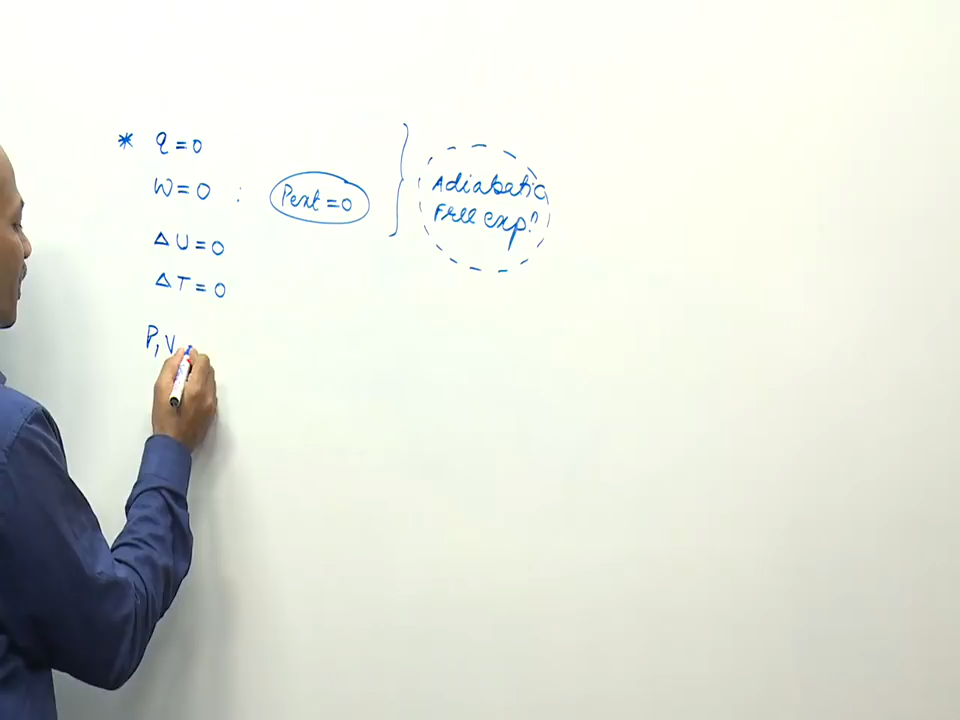 * q = 0
W = 0 : Pext = 0
Adiabatic
Free expⁿ
ΔU = 0
ΔT = 0
P, V